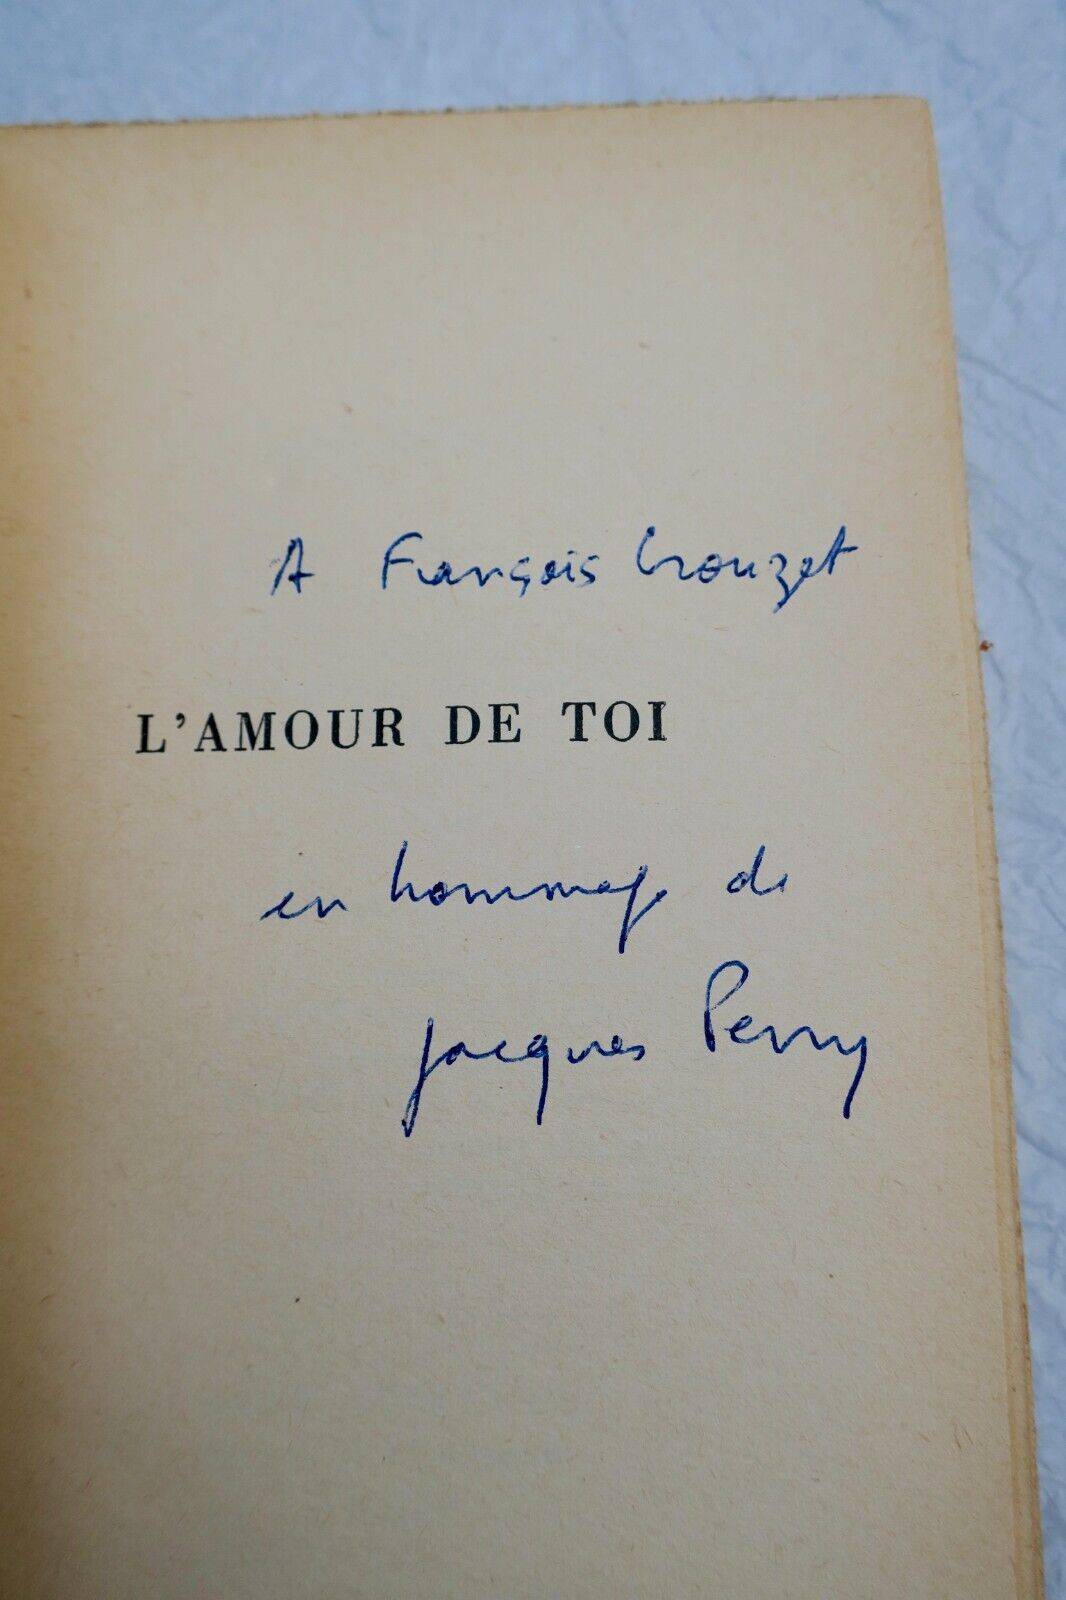 A François Crouzet
L'AMOUR DE TOI
en hommage de
Jacques Perry